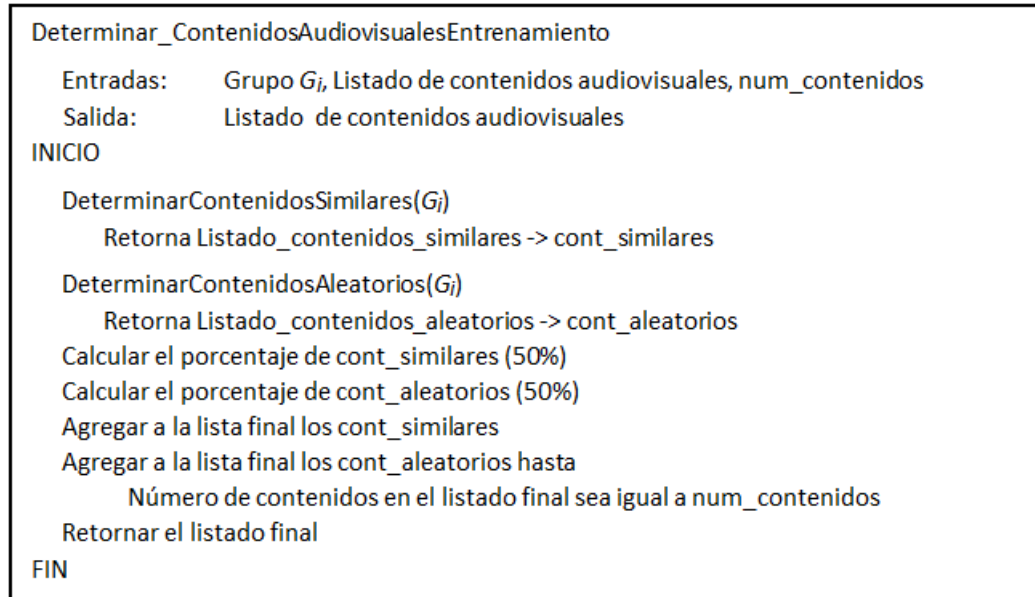 Determinar_ContenidosAudiovisualesEntrenamiento
Entradas: Grupo Gi, Listado de contenidos audiovisuales, num_contenidos
Salida: Listado de contenidos audiovisuales
INICIO
DeterminarContenidosSimilares(Gi)
Retorna Listado_contenidos_similares -> cont_similares
DeterminarContenidosAleatorios(Gi)
Retorna Listado_contenidos_aleatorios -> cont_aleatorios
Calcular el porcentaje de cont_similares (50%)
Calcular el porcentaje de cont_aleatorios (50%)
Agregar a la lista final los cont_similares
Agregar a la lista final los cont_aleatorios hasta
Número de contenidos en el listado final sea igual a num_contenidos
Retornar el listado final
FIN